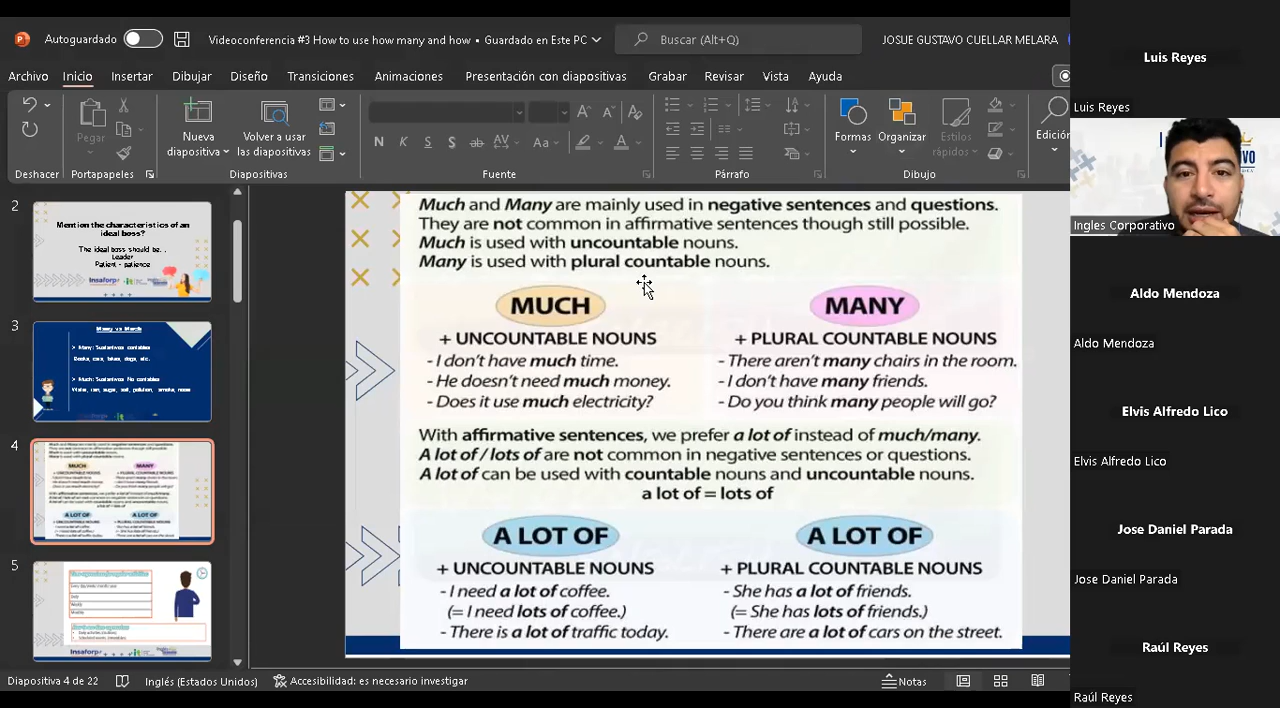 Autoguardado
Videoconferencia #3 How to use how many and how • Guardado en Este PC
Buscar (Alt+Q)
JOSUE GUSTAVO CUELLAR MELARA
Archivo Inicio Insertar Dibujar Diseño Transiciones Animaciones Presentación con diapositivas Grabar Revisar Vista Ayuda
Pegar
Nueva diapositiva
Volver a usar las diapositivas
Formas
Organizar
Estilos rápidos
Edición
Deshacer Portapapeles Diapositivas Fuente Párrafo Dibujo
2
Mention the characteristics of an
ideal boss?
The ideal boss should be...
Leader
Patient - patience
3
Many vs Much
4
5
Much and Many are mainly used in negative sentences and questions.
They are not common in affirmative sentences though still possible.
Much is used with uncountable nouns.
Many is used with plural countable nouns.
MUCH
+ UNCOUNTABLE NOUNS
- I don't have much time.
- He doesn't need much money.
- Does it use much electricity?
MANY
+ PLURAL COUNTABLE NOUNS
- There aren't many chairs in the room.
- I don't have many friends.
- Do you think many people will go?
With affirmative sentences, we prefer a lot of instead of much/many.
A lot of / lots of are not common in negative sentences or questions.
A lot of can be used with countable nouns and uncountable nouns.
a lot of = lots of
A LOT OF
+ UNCOUNTABLE NOUNS
- I need a lot of coffee.
(= I need lots of coffee.)
- There is a lot of traffic today.
A LOT OF
+ PLURAL COUNTABLE NOUNS
- She has a lot of friends.
(= She has lots of friends.)
- There are a lot of cars on the street.
Diapositiva 4 de 22
Inglés (Estados Unidos)
Accesibilidad: es necesario investigar
Notas
Luis Reyes
Luis Reyes
Ingles Corporativo
Aldo Mendoza
Aldo Mendoza
Elvis Alfredo Lico
Elvis Alfredo Lico
Jose Daniel Parada
Jose Daniel Parada
Raúl Reyes
Raúl Reyes